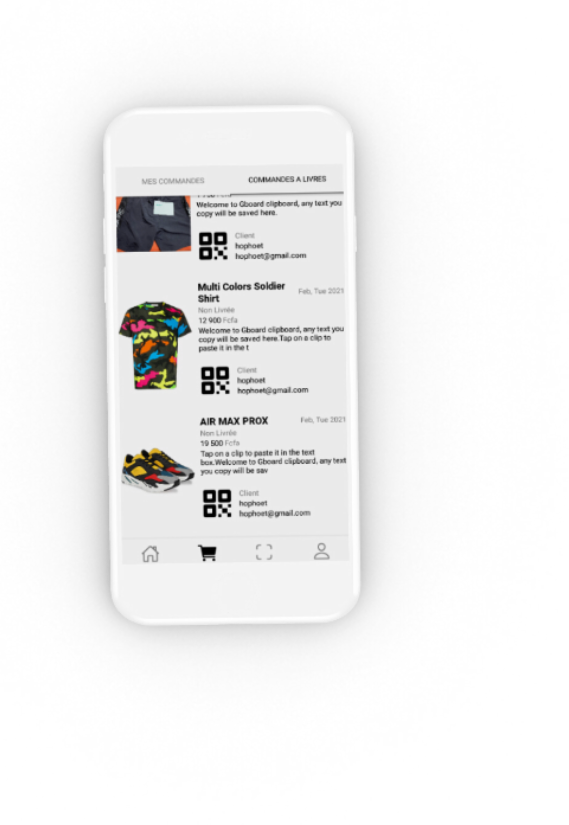 MES COMMANDES
COMMANDES A LIVRES
Welcome to Gboard clipboard, any text you
copy will be saved here.
Client
hophoet
hophoet@gmail.com
Multi Colors Soldier
Shirt
Feb, Tue 2021
Non Livrée
12 900 Fcfa
Welcome to Gboard clipboard, any text you
copy will be saved here.Tap on a clip to
paste it in the t
Client
hophoet
hophoet@gmail.com
AIR MAX PROX
Feb, Tue 2021
Non Livrée
19 500 Fcfa
Tap on a clip to paste it in the text
box.Welcome to Gboard clipboard, any text
you copy will be sav
Client
hophoet
hophoet@gmail.com